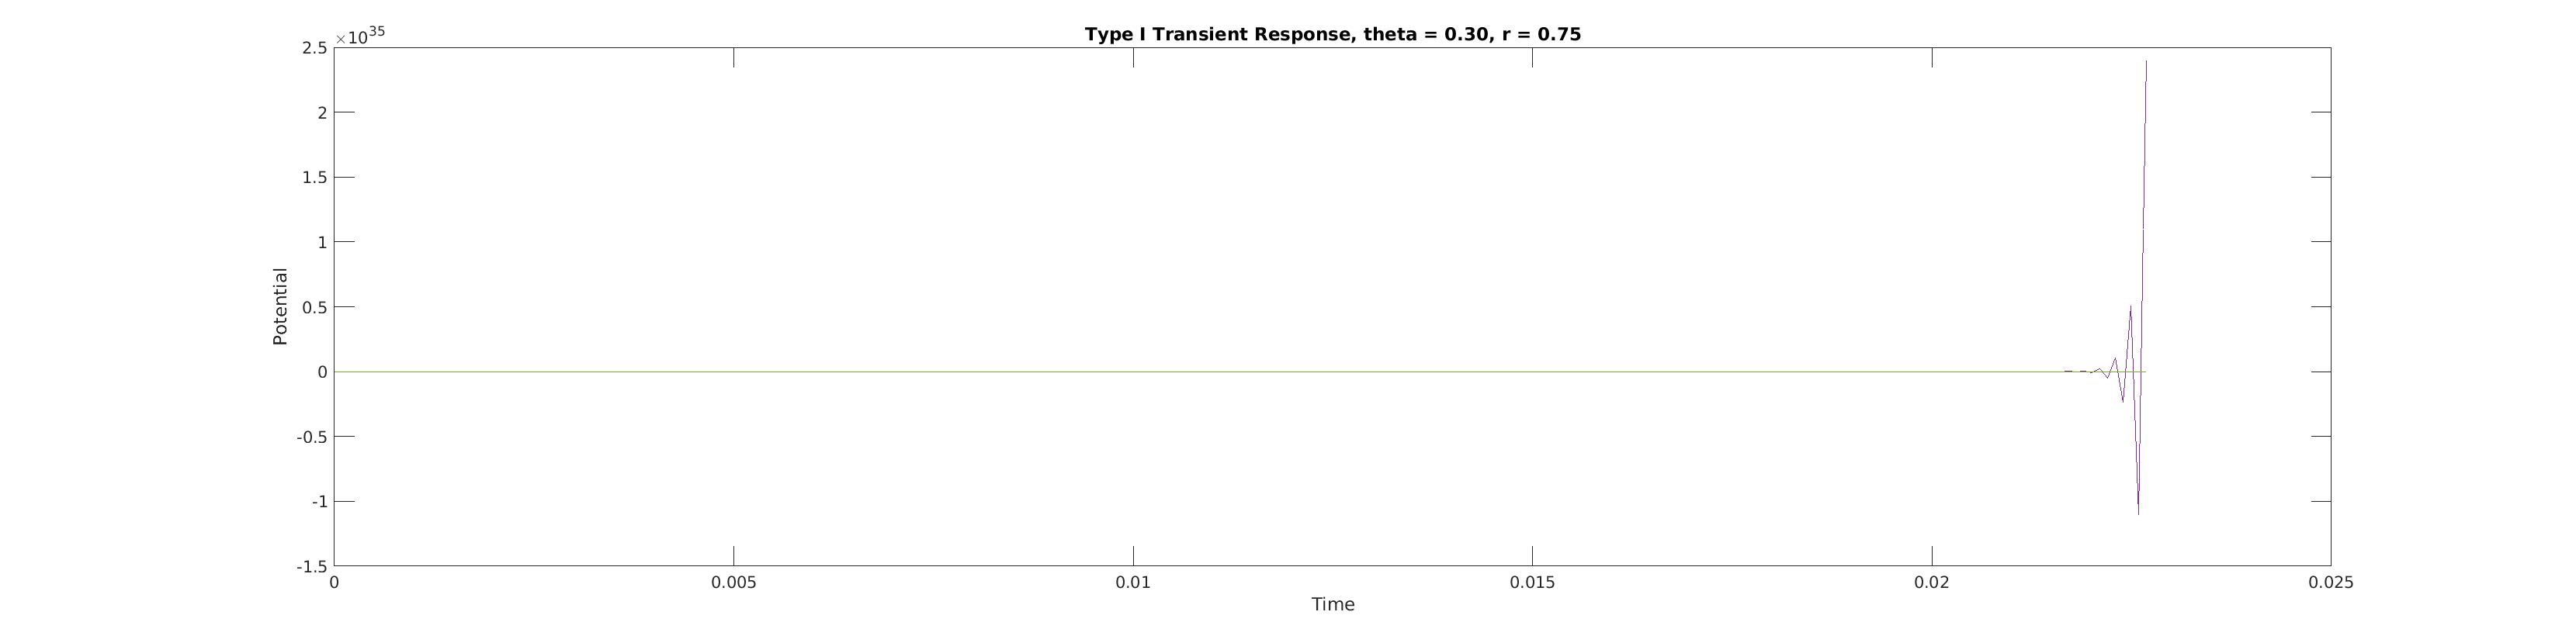 Type I Transient Response, theta = 0.30, r = 0.75
×10^35
2.5
2
1.5
1
0.5
0
-0.5
-1
-1.5
Potential
0 0.005 0.01 0.015 0.02 0.025
Time